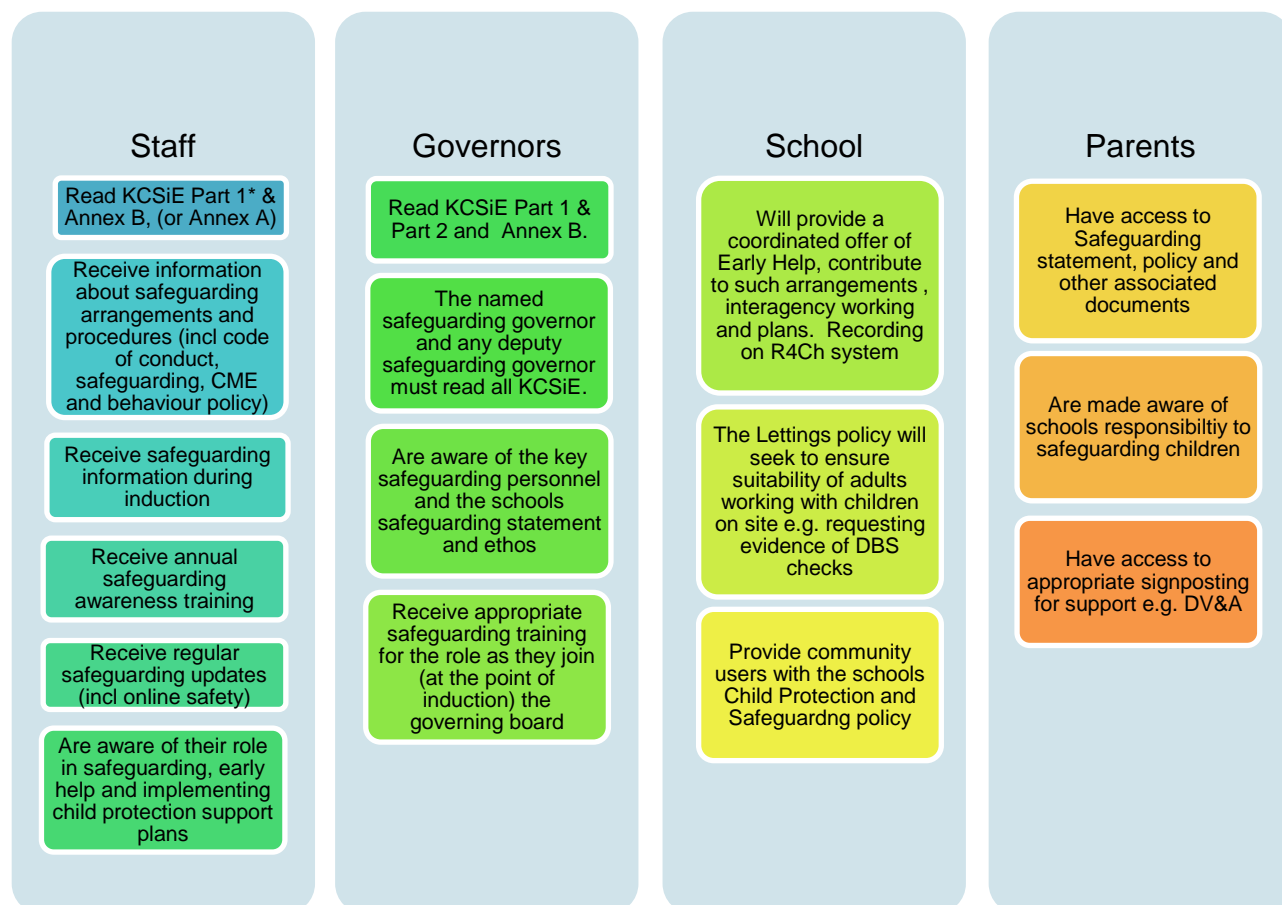 Staff
Read KCSiE Part 1* &
Annex B, (or Annex A)
Receive information
about safeguarding
arrangements and
procedures (incl code
of conduct,
safeguarding, CME
and behaviour policy)
Receive safeguarding
information during
induction
Receive annual
safeguarding
awareness training
Receive regular
safeguarding updates
(incl online safety)
Are aware of their role
in safeguarding, early
help and implementing
child protection support
plans
Governors
Read KCSiE Part 1 &
Part 2 and Annex B.
The named
safeguarding governor
and any deputy
safeguarding governor
must read all KCSiE.
Are aware of the key
safeguarding personnel
and the schools
safeguarding statement
and ethos
Receive appropriate
safeguarding training
for the role as they join
(at the point of
induction) the
governing board
School
Will provide a
coordinated offer of
Early Help, contribute
to such arrangements ,
interagency working
and plans. Recording
on R4Ch system
The Lettings policy will
seek to ensure
suitability of adults
working with children
on site e.g. requesting
evidence of DBS
checks
Provide community
users with the schools
Child Protection and
Safeguardng policy
Parents
Have access to
Safeguarding
statement, policy and
other associated
documents
Are made aware of
schools responsibiltiy to
safeguarding children
Have access to
appropriate signposting
for support e.g. DV&A